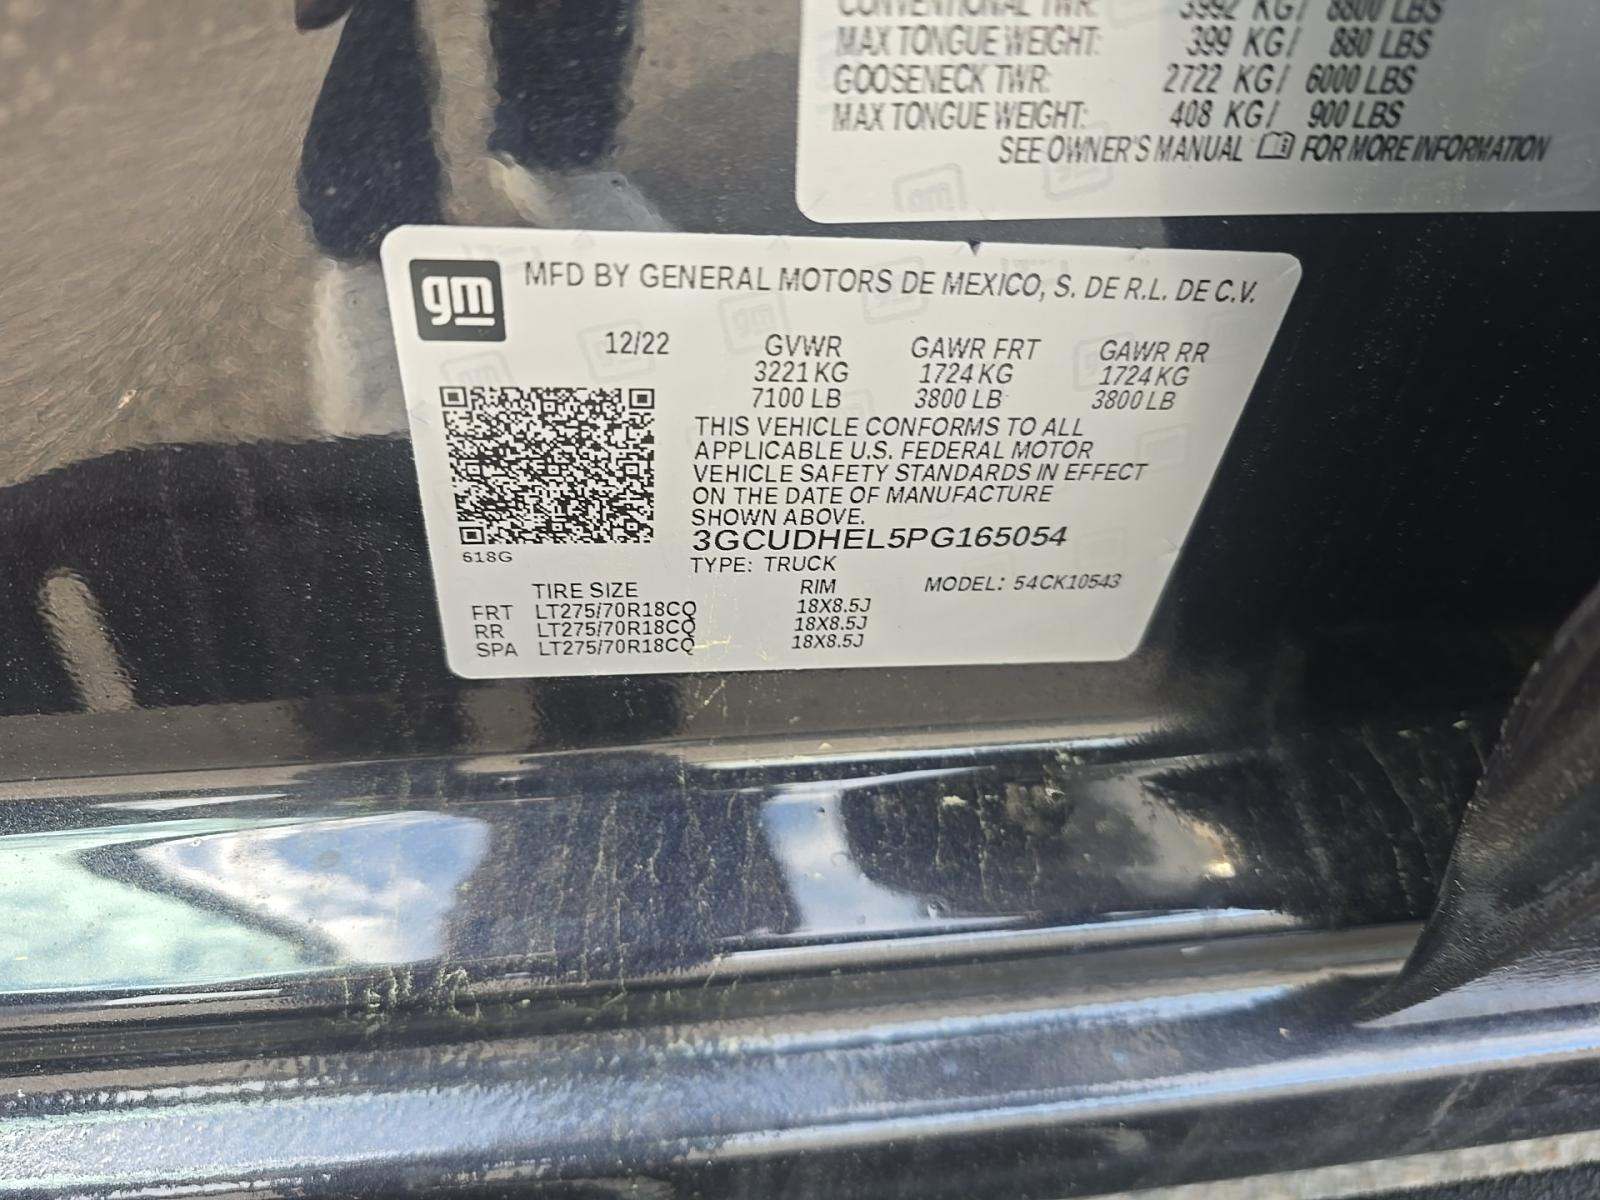 CONVENTIONAL TWR: 3992 KG/ 8800 LBS
MAX TONGUE WEIGHT: 399 KG/ 880 LBS
GOOSENECK TWR: 2722 KG/ 6000 LBS
MAX TONGUE WEIGHT: 408 KG/ 900 LBS
SEE OWNER'S MANUAL FOR MORE INFORMATION
gm
MFD BY GENERAL MOTORS DE MEXICO, S. DE R.L. DE C.V.
12/22 GVWR GAWR FRT GAWR RR
3221 KG 1724 KG 1724 KG
7100 LB 3800 LB 3800 LB
THIS VEHICLE CONFORMS TO ALL
APPLICABLE U.S. FEDERAL MOTOR
VEHICLE SAFETY STANDARDS IN EFFECT
ON THE DATE OF MANUFACTURE
SHOWN ABOVE.
3GCUDHEL5PG165054
618G
TYPE: TRUCK
TIRE SIZE RIM MODEL: 54CK10543
FRT LT275/70R18CQ 18X8.5J
RR LT275/70R18CQ 18X8.5J
SPA LT275/70R18CQ 18X8.5J